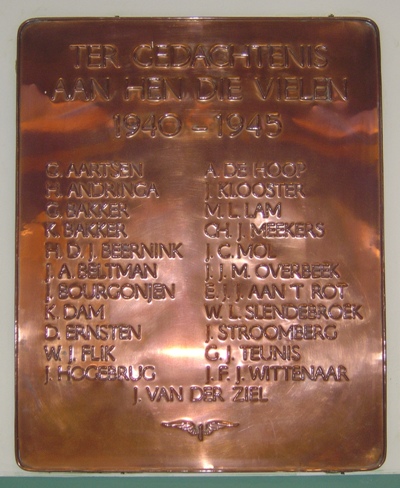 TER GEDACHTENIS
AAN HEN DIE VIELEN
1940 - 1945
G. AARTSEN
H. ANDRINGA
G. BAKKER
K. BAKKER
H. D. J. BEERNINK
J. A. BELTMAN
J. BOURGONJEN
K. DAM
D. ERNSTEN
W. J. FLIK
J. HOGEBRUG
A. DE HOOP
J. KLOOSTER
M. L. LAM
CH. J. MEEKERS
J. C. MOL
J. J. M. OVERBEEK
E. J. J. AAN 'T ROT
W. L. SLENDEBROEK
J. STROOMBERG
G. J. TEUNIS
J. F. J. WITTENAAR
J. VAN DER ZIEL